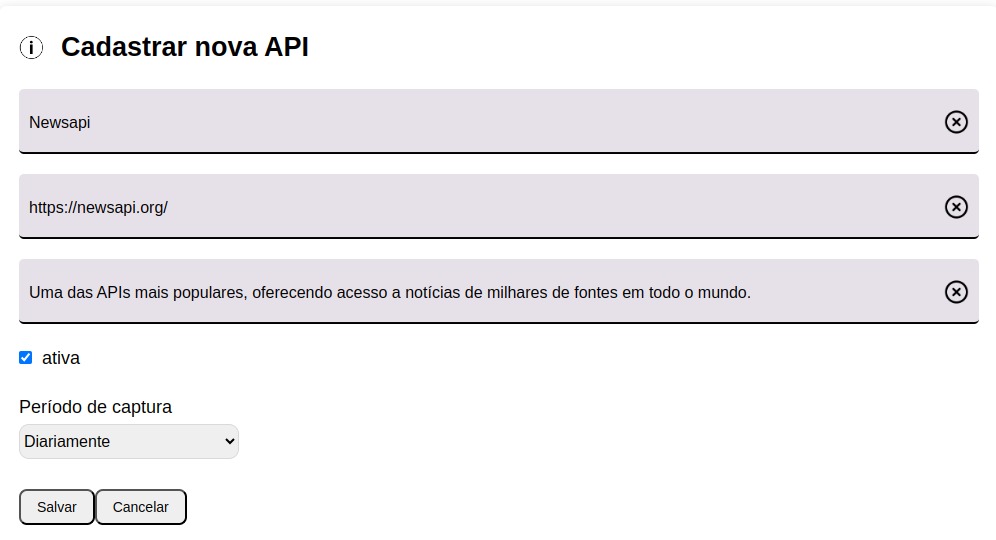 Cadastrar nova API
Newsapi
https://newsapi.org/
Uma das APIs mais populares, oferecendo acesso a notícias de milhares de fontes em todo o mundo.
ativa
Período de captura
Diariamente
Salvar Cancelar